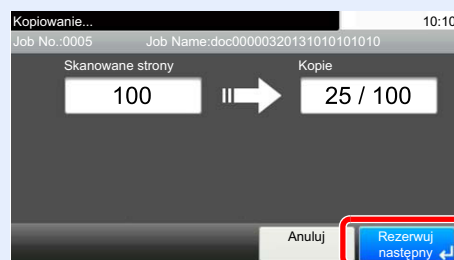 Kopiowanie... 10:10
Job No.:0005 Job Name:doc00000320131010101010
Skanowane strony Kopie
100 25 / 100
Anuluj Rezerwuj
następny